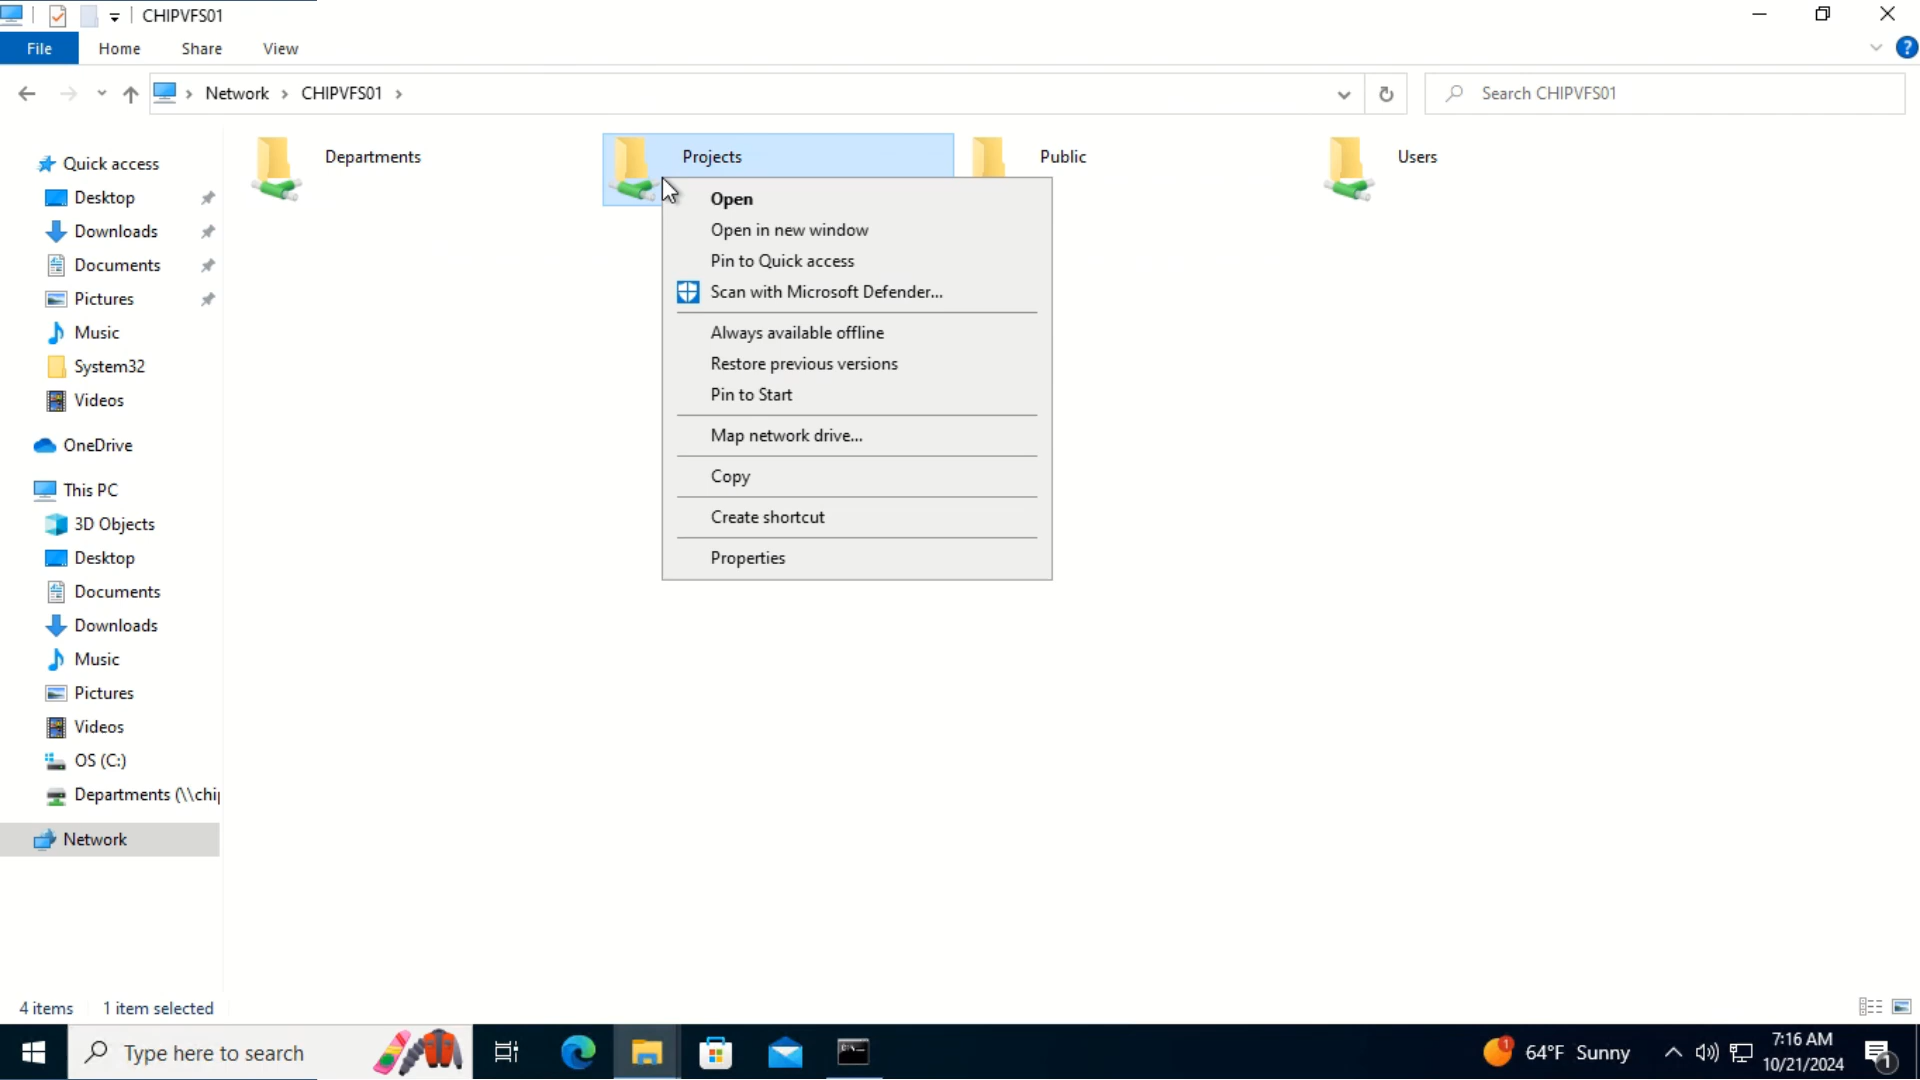 CHIPVFS01
File Home Share View ?
Network CHIPVFS01 Search CHIPVFS01
Quick access
Desktop
Downloads
Documents
Pictures
Music
System32
Videos
OneDrive
This PC
3D Objects
Desktop
Documents
Downloads
Music
Pictures
Videos
OS (C:)
Departments (\\chip
Network
Departments Projects Public Users
Open
Open in new window
Pin to Quick access
Scan with Microsoft Defender...
Always available offline
Restore previous versions
Pin to Start
Map network drive...
Copy
Create shortcut
Properties
4 items 1 item selected
Type here to search
1
64°F Sunny
7:16 AM
10/21/2024
1